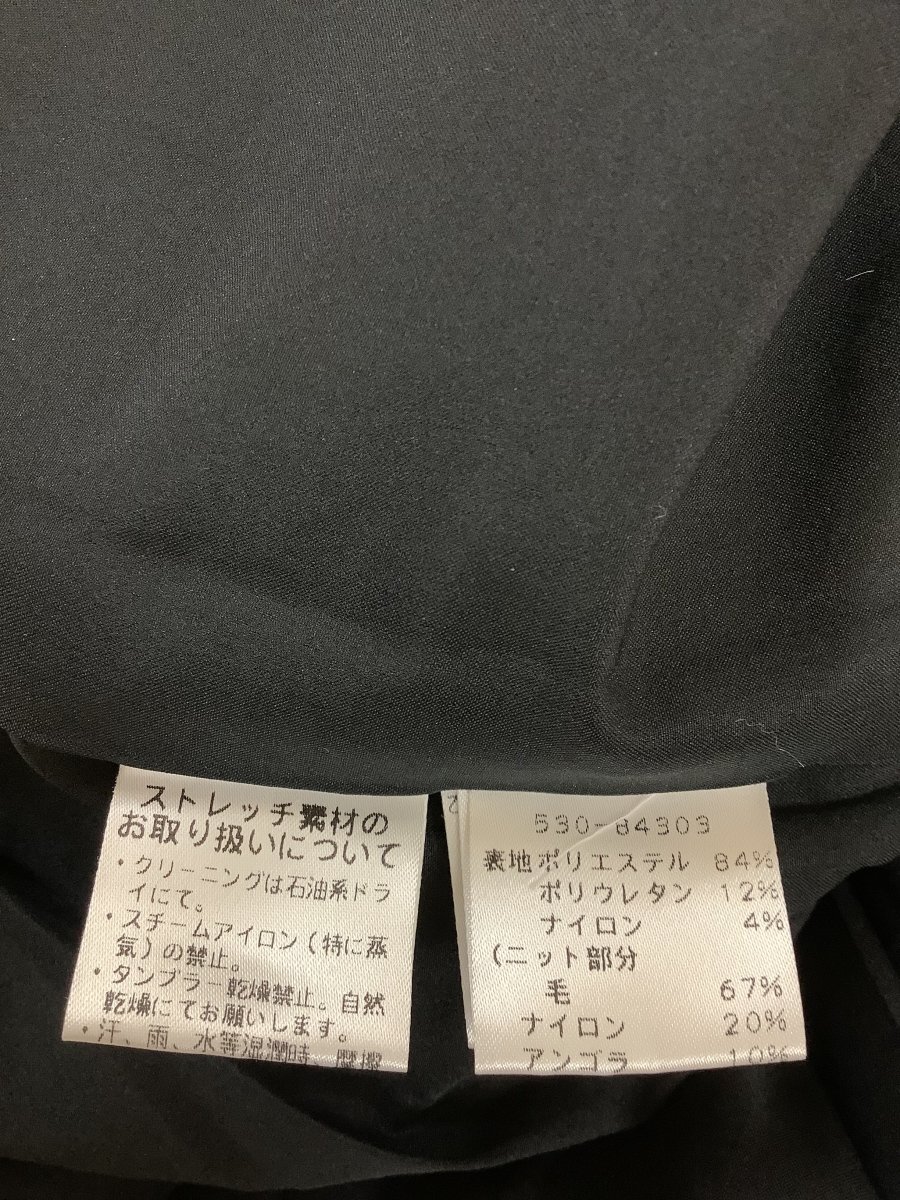 ストレッチ素材の
お取り扱いについて
・クリーニングは石油系ドラ
イにて。
・スチームアイロン(特に蒸
気)の禁止。
・タンブラー乾燥禁止。自然
乾燥にてお願いします。
・汗、雨、水等湿潤時、摩擦
530-84303
表地ポリエステル 84%
ポリウレタン 12%
ナイロン 4%
(ニット部分
毛 67%
ナイロン 20%
アンゴラ 10%